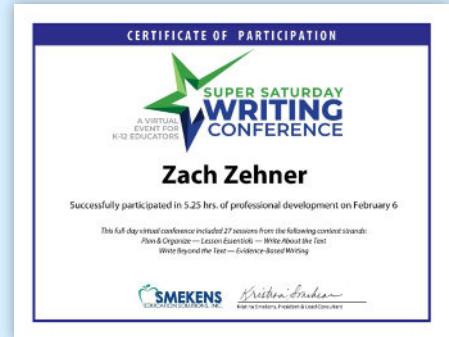 CERTIFICATE OF PARTICIPATION
SUPER SATURDAY
WRITING
CONFERENCE
A VIRTUAL
EVENT FOR
K-12 EDUCATORS
Zach Zehner
Successfully participated in 5.25 hrs. of professional development on February 6
This full-day virtual conference included 27 sessions from the following content strands:
Plan & Organize — Lesson Essentials — Write About the Text
Write Beyond the Text — Evidence-Based Writing
SMEKENS
EDUCATION SOLUTIONS, INC.
Kristina Smekens
Kristina Smekens, President & Lead Consultant